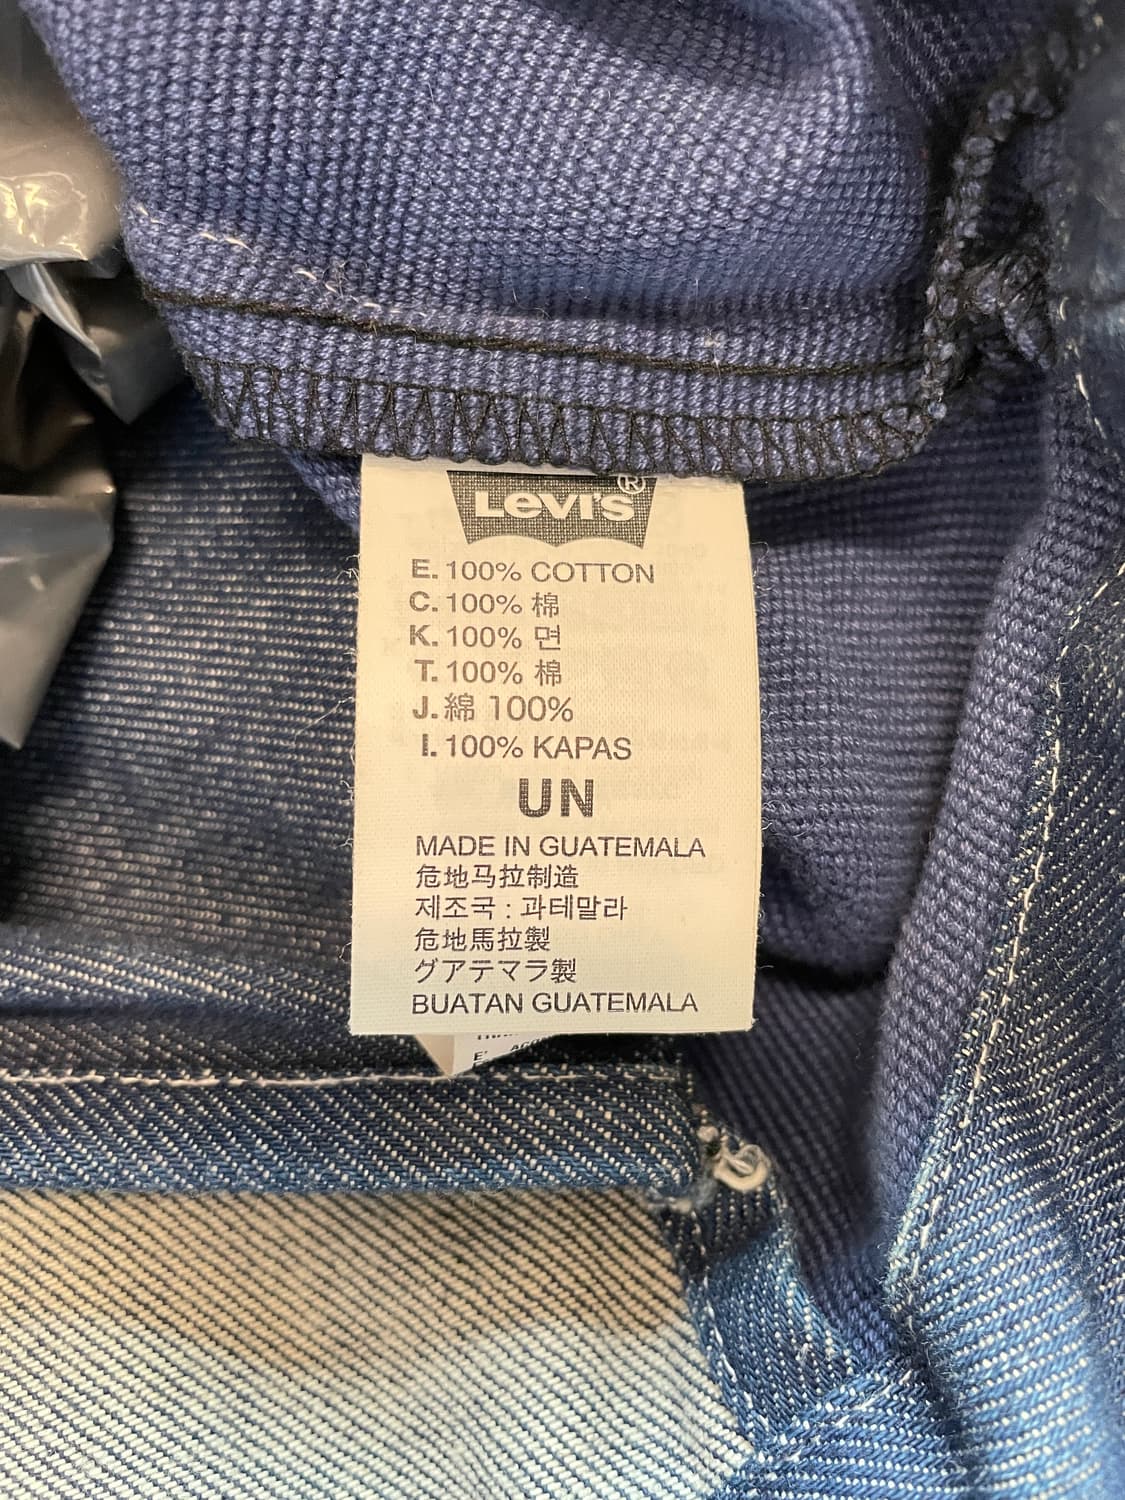 Levi's®
E. 100% COTTON
C. 100% 棉
K. 100% 면
T. 100% 棉
J. 綿 100%
I. 100% KAPAS
UN
MADE IN GUATEMALA
危地马拉制造
제조국 : 과테말라
危地馬拉製
グアテマラ製
BUATAN GUATEMALA